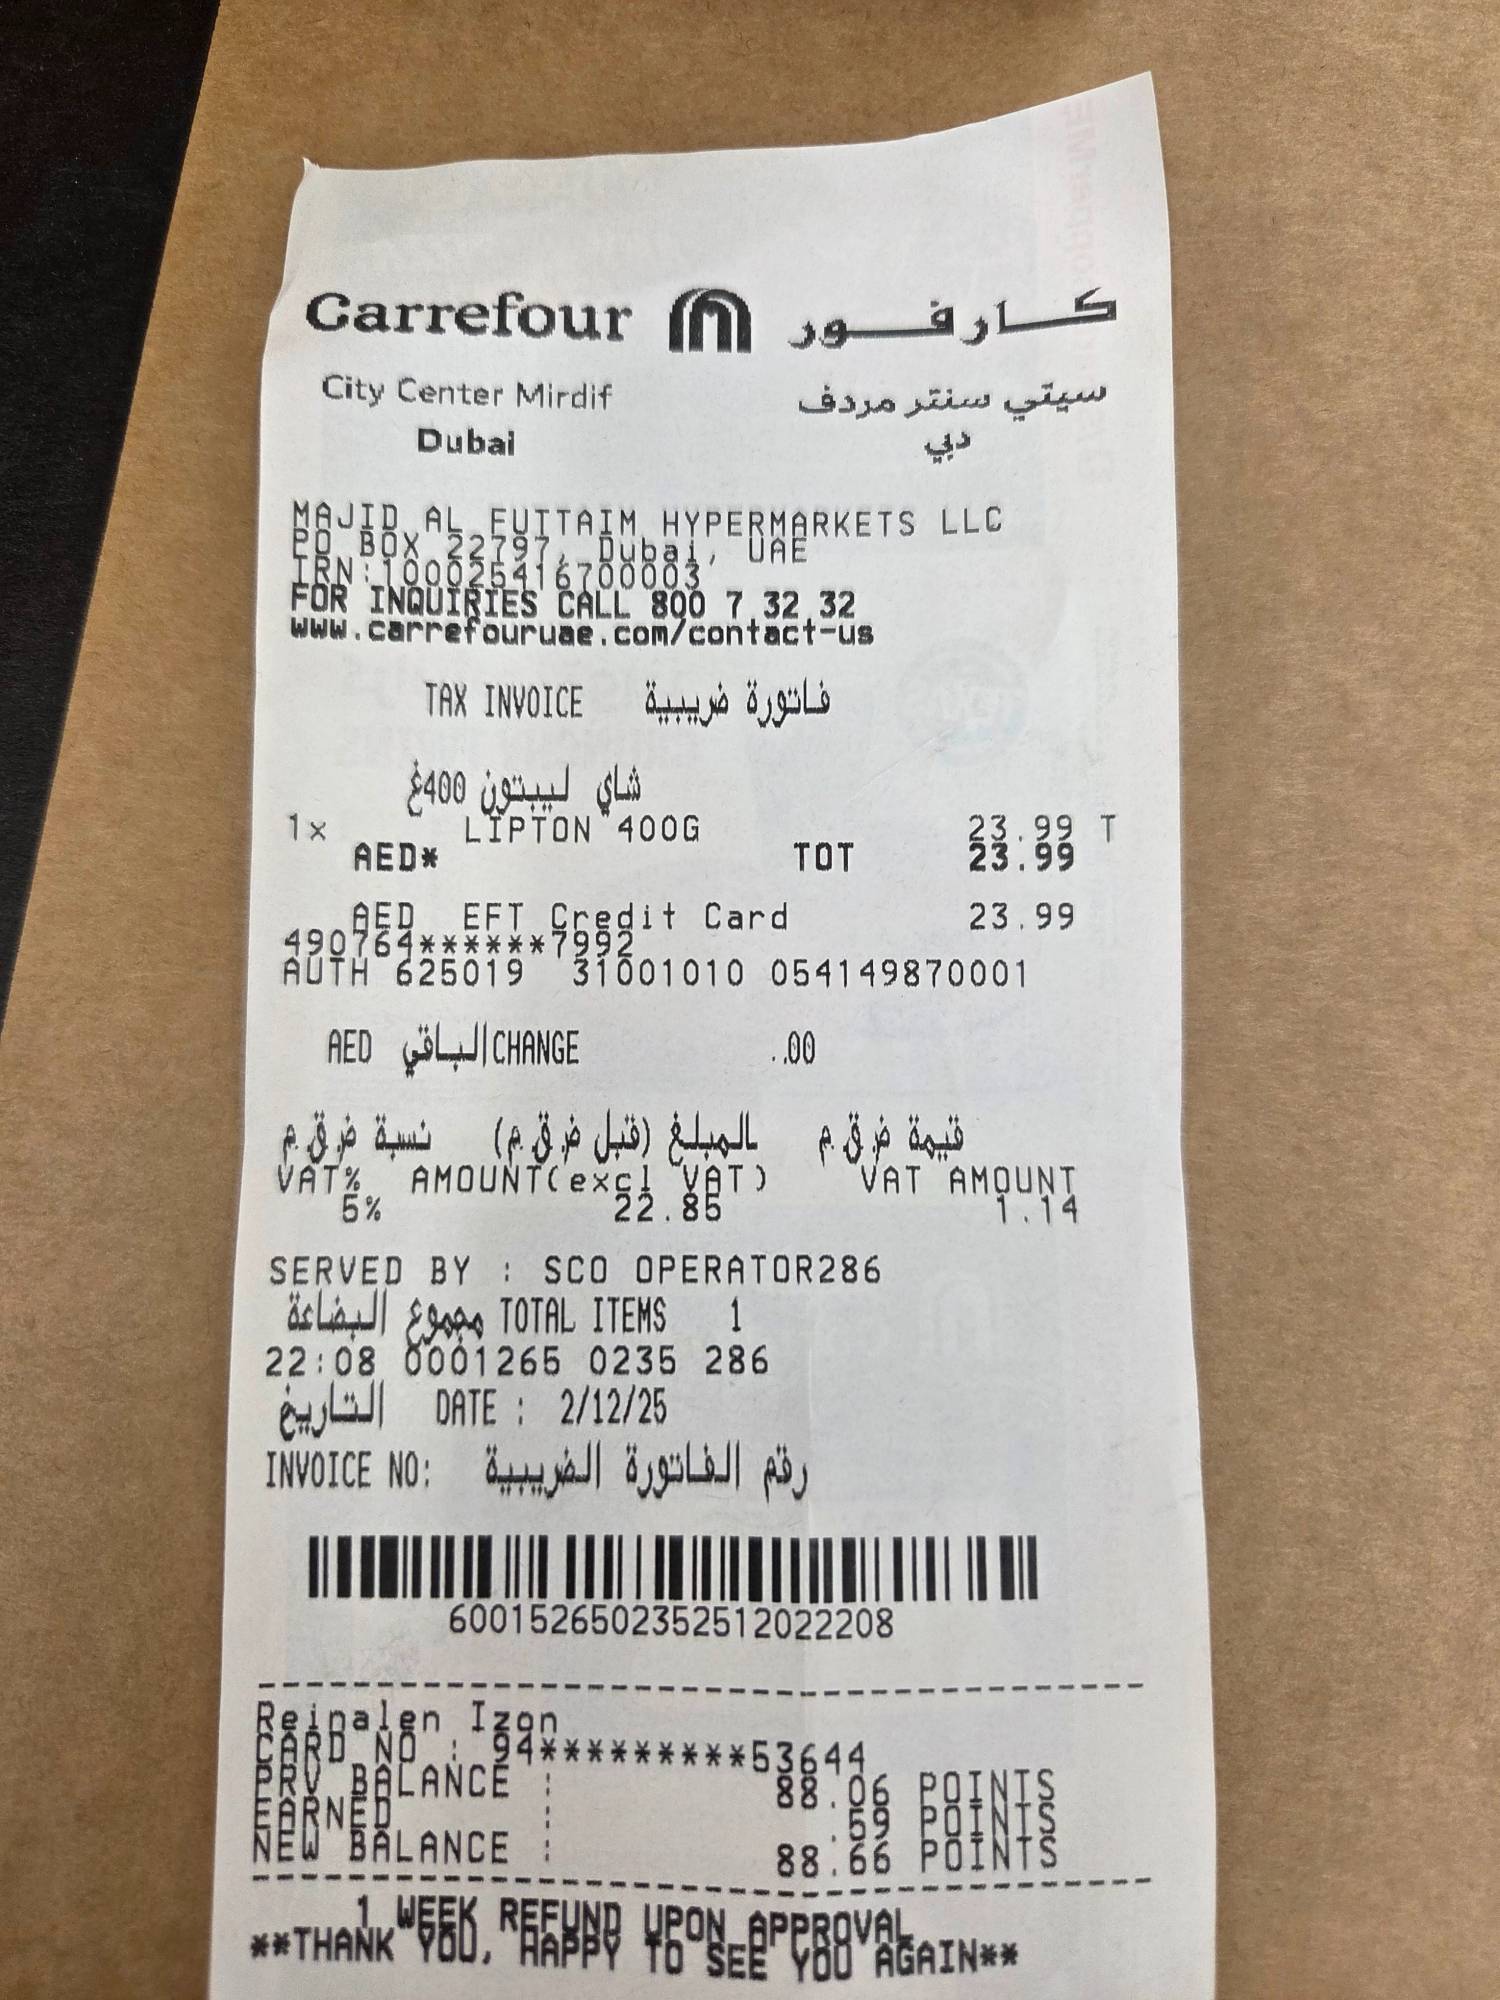 Carrefour كارفور
City Center Mirdif سيتي سنتر مردف
Dubai دبي
MAJID AL FUTTAIM HYPERMARKETS LLC
PO BOX 22797, Dubai, UAE
TRN:100025416700003
FOR INQUIRIES CALL 800 7 32 32
www.carrefouruae.com/contact-us
TAX INVOICE فاتورة ضريبية
شاي ليبتون 400غ
1x LIPTON 400G 23.99 T
AED* TOT 23.99
AED EFT Credit Card 23.99
490764******7992
AUTH 625019 31001010 054149870001
AED الباقي CHANGE ..00
نسبة ض.ق.م المبلغ (قبل ض.ق.م) قيمة ض.ق.م
VAT% AMOUNT(excl VAT) VAT AMOUNT
5% 22.85 1.14
SERVED BY : SCO OPERATOR286
مجموع البضاعة TOTAL ITEMS 1
22:08 0001265 0235 286
التاريخ DATE : 2/12/25
INVOICE NO: رقم الفاتورة الضريبية
6001526502352512022208
Reinalen Izon
CARD NO : 94*********53644
PRV BALANCE : 88.06 POINTS
EARNED : .59 POINTS
NEW BALANCE : 88.66 POINTS
1 WEEK REFUND UPON APPROVAL
**THANK YOU, HAPPY TO SEE YOU AGAIN**